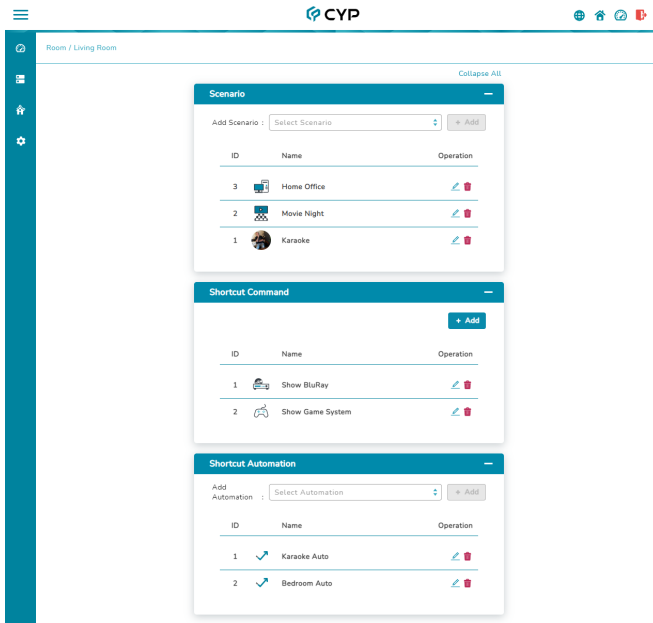 CYP
Room / Living Room
Collapse All
Scenario
Add Scenario : Select Scenario + Add
ID Name Operation
3 Home Office
2 Movie Night
1 Karaoke
Shortcut Command
+ Add
ID Name Operation
1 Show BluRay
2 Show Game System
Shortcut Automation
Add
Automation : Select Automation + Add
ID Name Operation
1 Karaoke Auto
2 Bedroom Auto